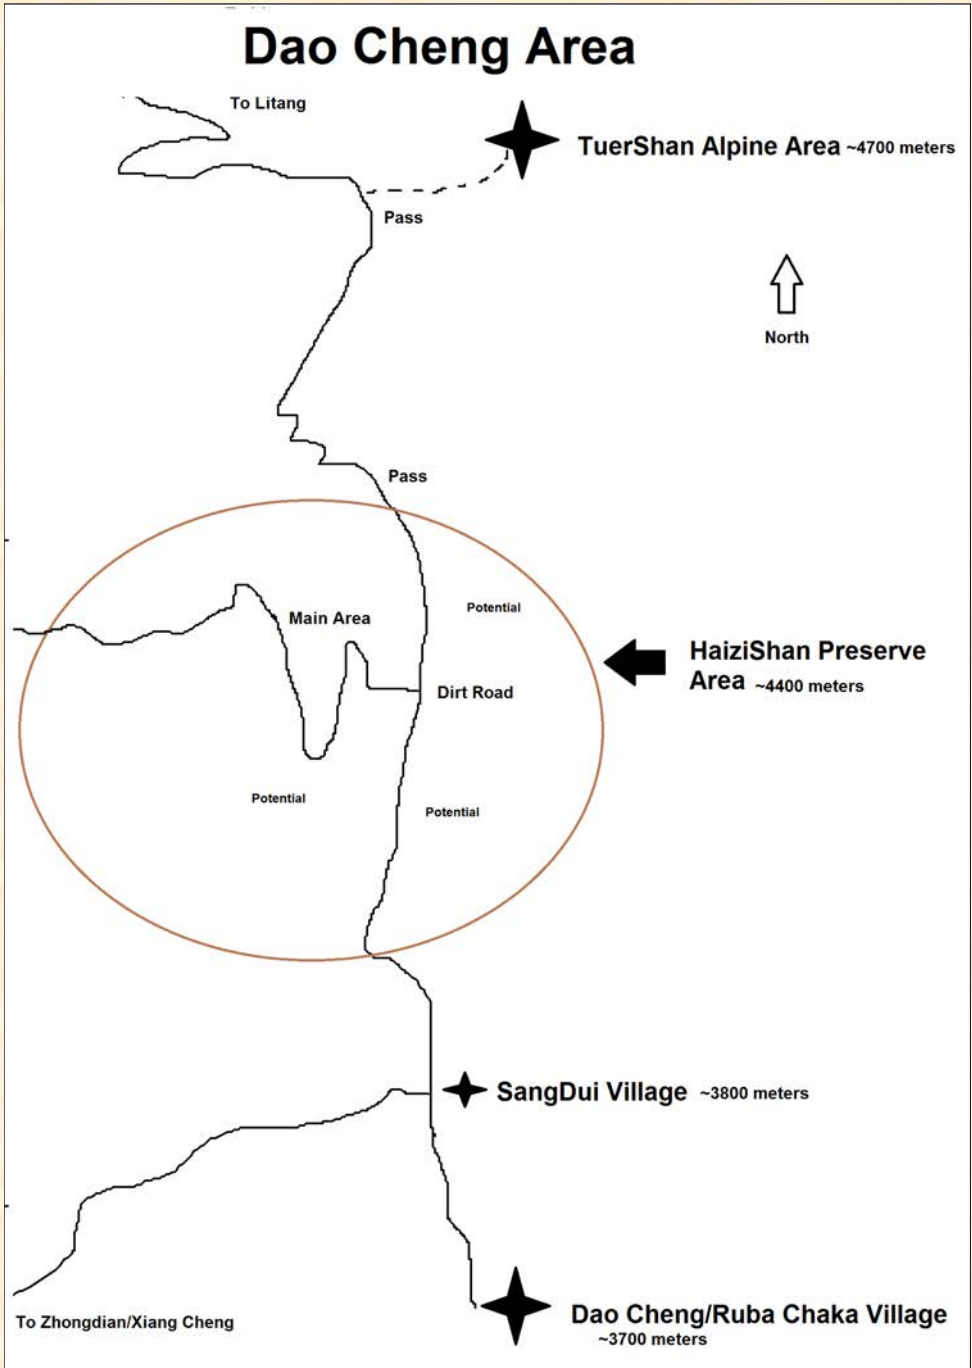 Dao Cheng Area
To Litang
TuerShan Alpine Area ~4700 meters
Pass
North
Pass
Potential
Main Area
HaiziShan Preserve
Area ~4400 meters
Dirt Road
Potential
Potential
SangDui Village ~3800 meters
Dao Cheng/Ruba Chaka Village
~3700 meters
To Zhongdian/Xiang Cheng